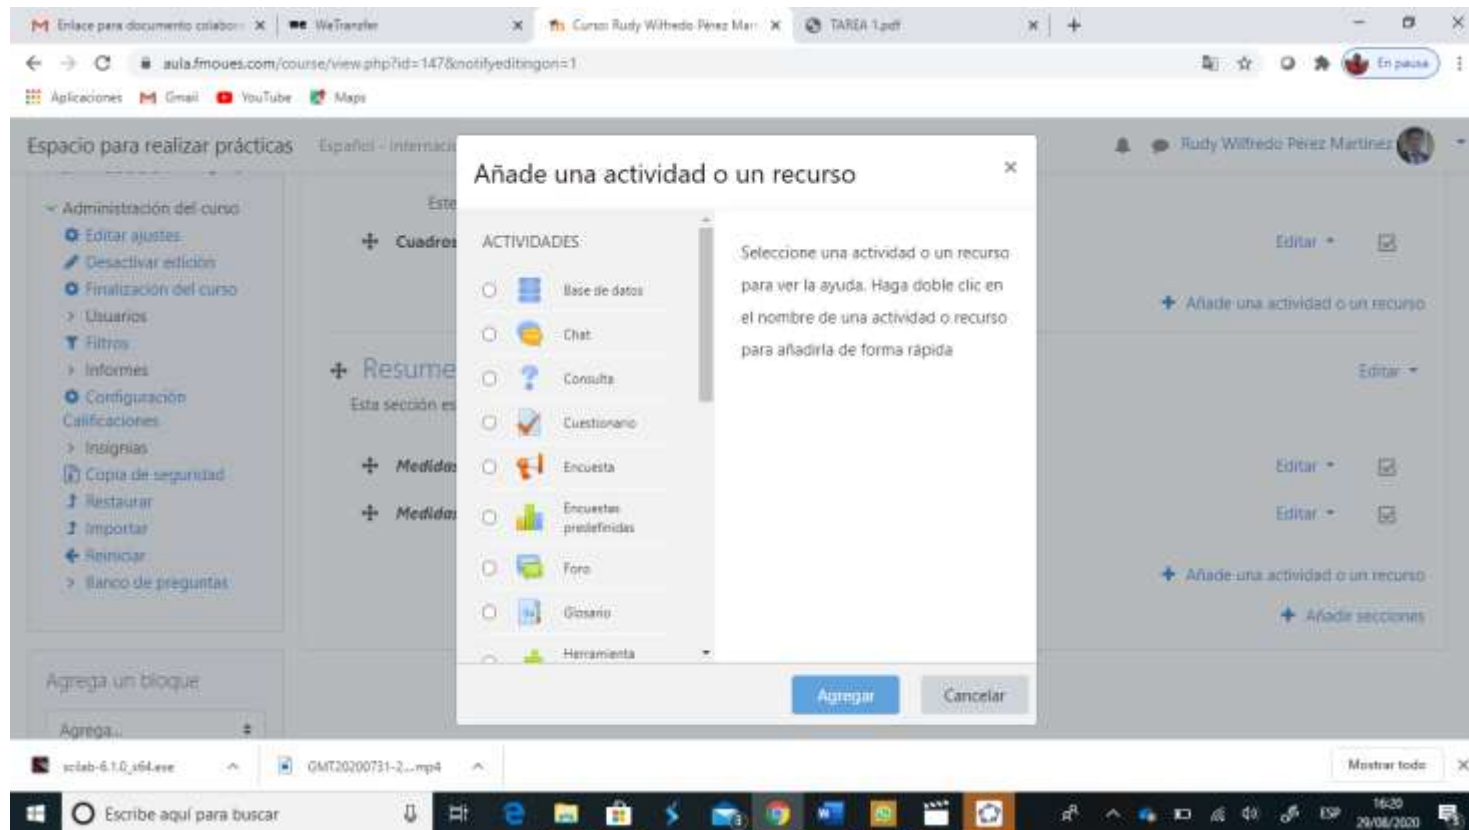 Enlace para documento colabor
WeTransfer
Curso: Rudy Wilfredo Pérez Mar
TAREA 1.pdf
aula.fmoues.com/course/view.php?id=147&notifyeditingon=1
En pausa
Aplicaciones
Gmail
YouTube
Maps
Espacio para realizar prácticas
Español - Internac
Rudy Wilfredo Pérez Martínez
Administración del curso
Editar ajustes
Desactivar edición
Finalización del curso
Usuarios
Filtros
Informes
Configuración
Calificaciones
Insignias
Copia de seguridad
Restaurar
Importar
Reiniciar
Banco de preguntas
Agrega un bloque
Agrega...
Este
Cuadros
Editar
Añade una actividad o un recurso
Resume
Editar
Esta sección es
Medidas
Editar
Medidas
Editar
Añade una actividad o un recurso
Añadir secciones
Añade una actividad o un recurso
×
ACTIVIDADES
Base de datos
Chat
Consulta
Cuestionario
Encuesta
Encuestas
predefinidas
Foro
Glosario
Herramienta
Seleccione una actividad o un recurso
para ver la ayuda. Haga doble clic en
el nombre de una actividad o recurso
para añadirla de forma rápida
Agregar
Cancelar
scilab-6.1.0_x64.exe
GMT20200731-2....mp4
Mostrar todo
Escribe aquí para buscar
ESP
16:20
29/08/2020